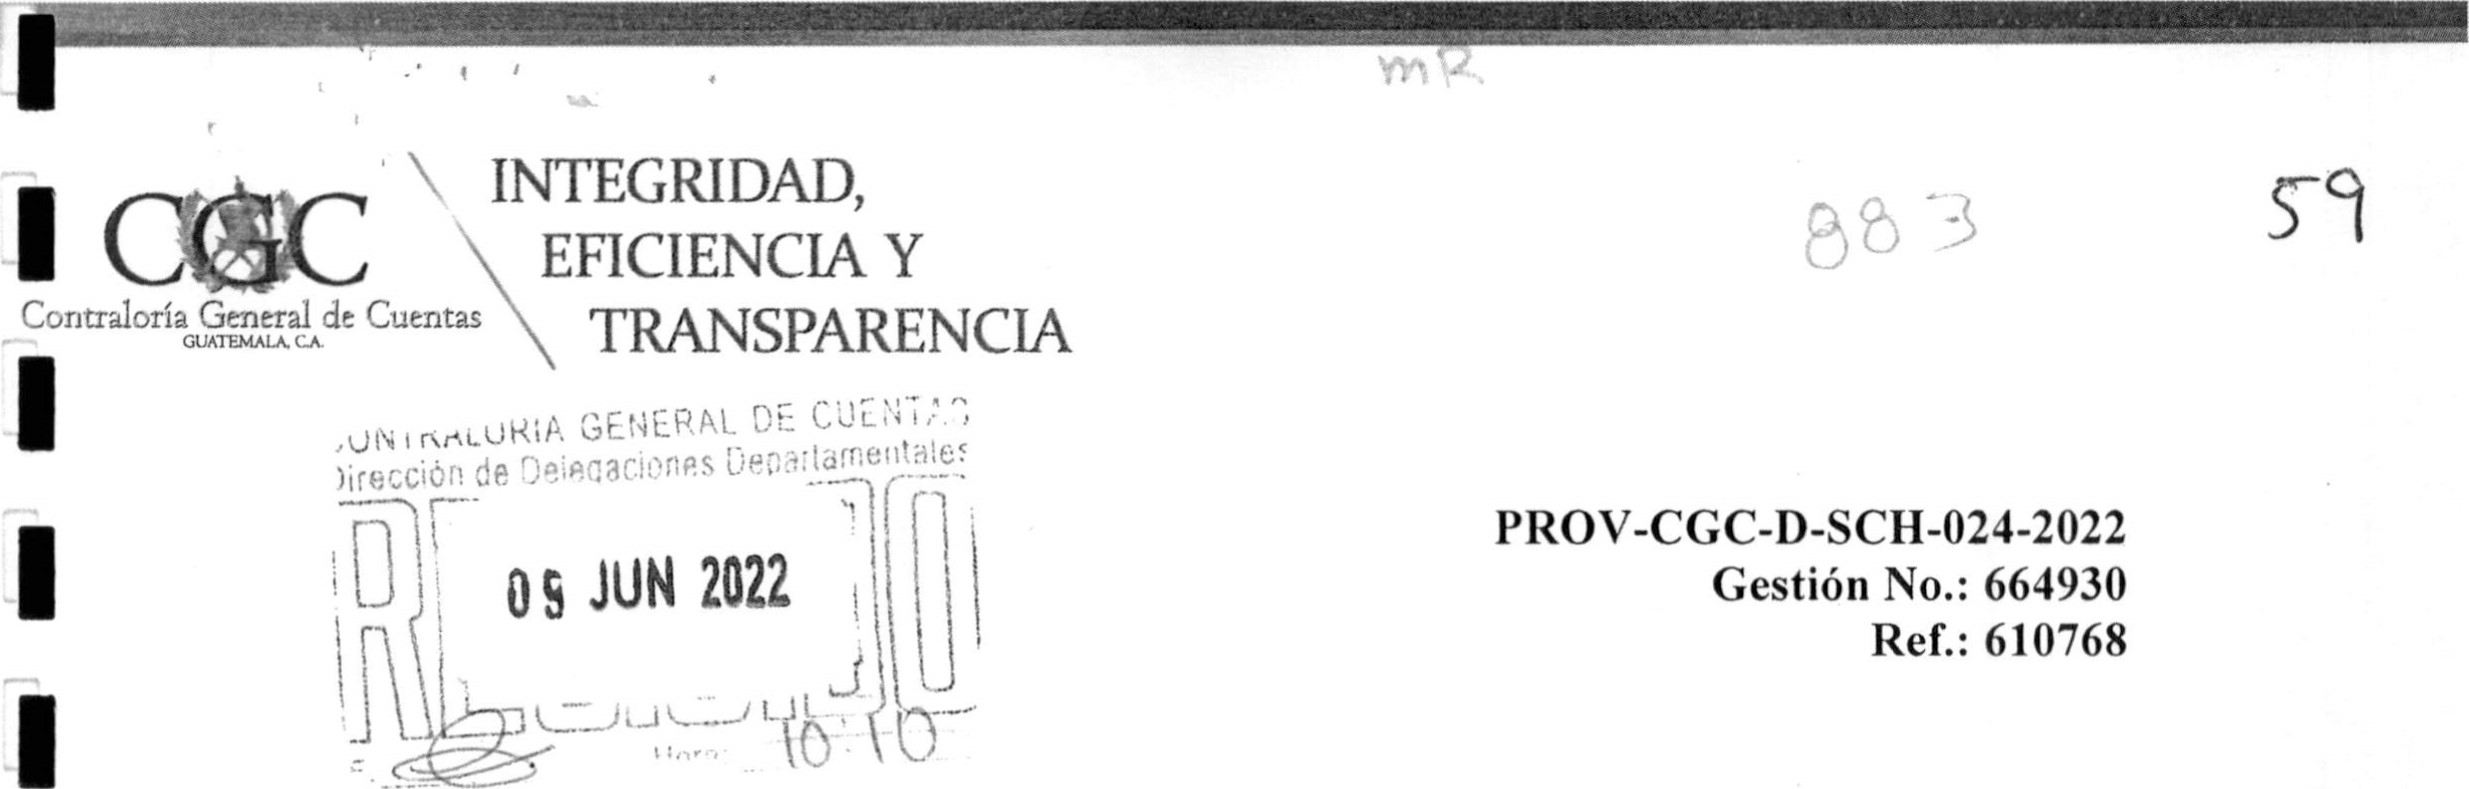 mR
883
59
CGC
Contraloría General de Cuentas
GUATEMALA, C.A.
INTEGRIDAD,
EFICIENCIA Y
TRANSPARENCIA
CONTRALORIA GENERAL DE CUENTAS
Dirección de Delegaciones Departamentales
RECIBIDO
09 JUN 2022
Hora: 10:10
PROV-CGC-D-SCH-024-2022
Gestión No.: 664930
Ref.: 610768